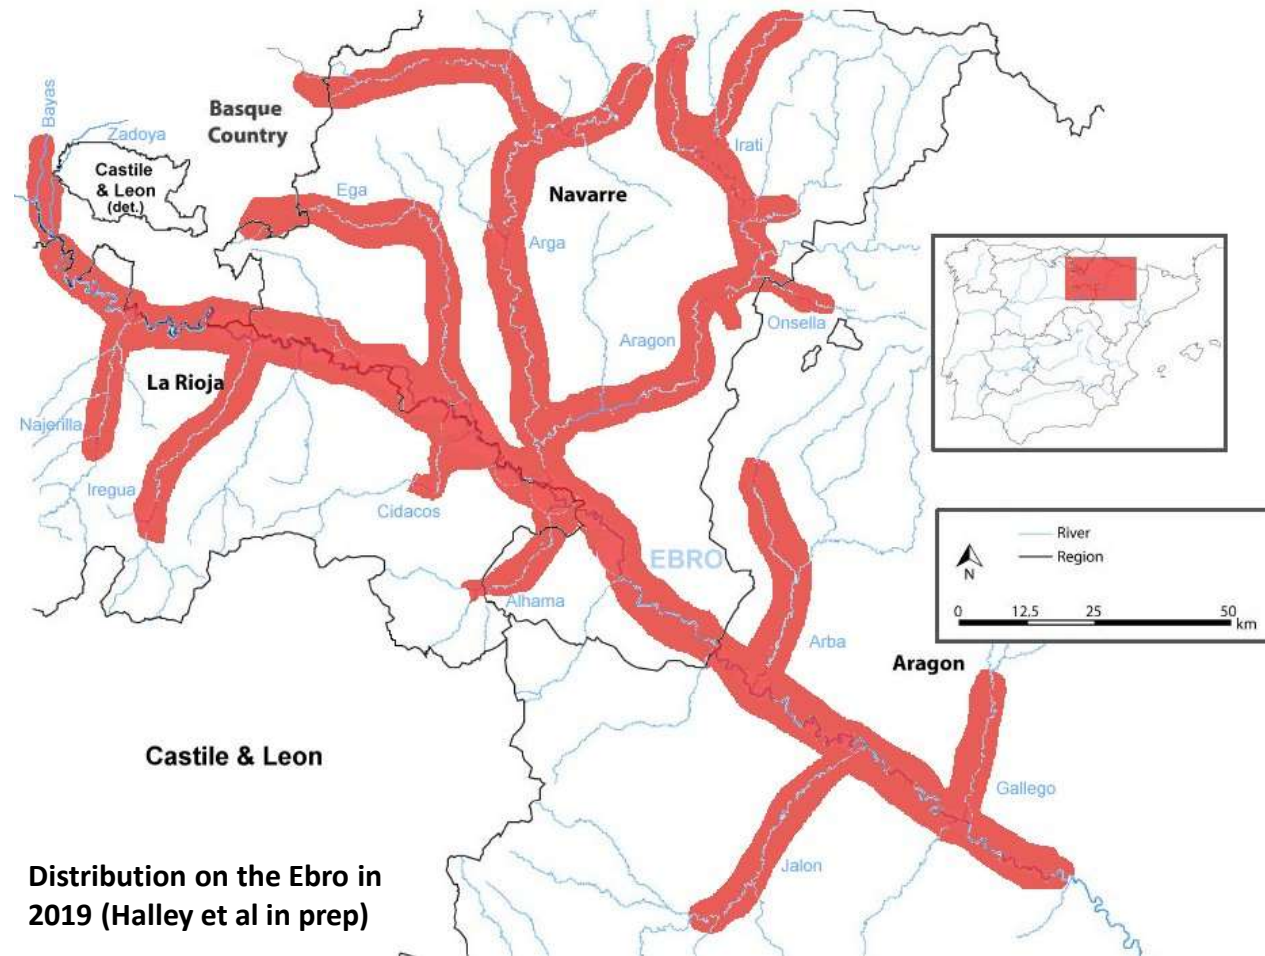 Bayas
Zadoya
Basque
Country
Castile
& Leon
(det.)
Irati
Navarre
Ega
Arga
Aragon
Onsella
La Rioja
Najerilla
Iregua
Cidacos
Alhama
EBRO
River
Region
N
0 12.5 25 50
km
Arba
Aragon
Castile & Leon
Gallego
Jalon
Distribution on the Ebro in
2019 (Halley et al in prep)